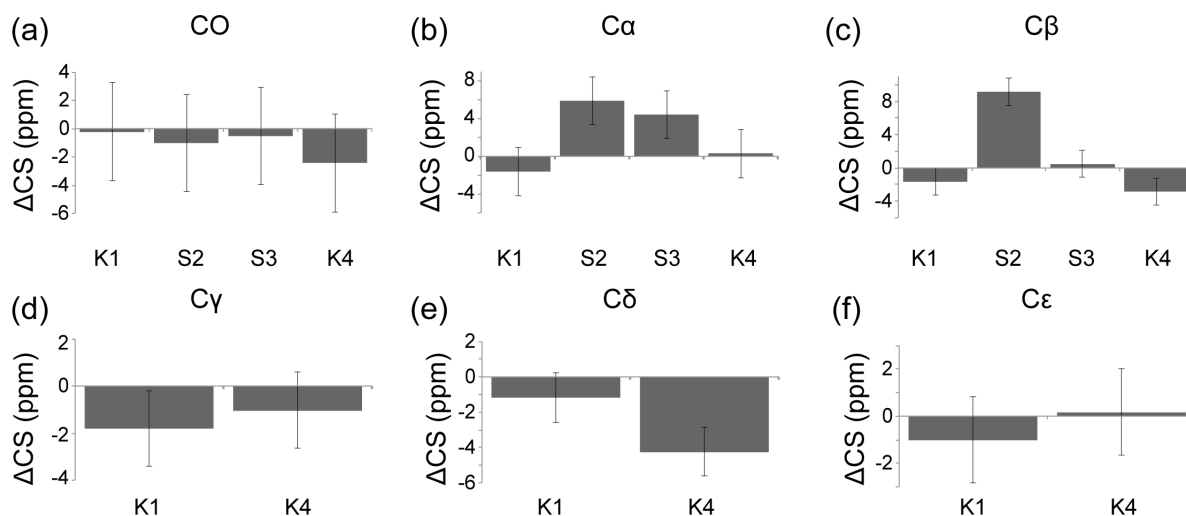 (a) CO
ΔCS (ppm)
4
2
0
-2
-4
-6
K1 S2 S3 K4
(b) Cα
ΔCS (ppm)
8
4
0
-4
K1 S2 S3 K4
(c) Cβ
ΔCS (ppm)
8
4
0
-4
K1 S2 S3 K4
(d) Cγ
ΔCS (ppm)
2
0
-2
-4
K1 K4
(e) Cδ
ΔCS (ppm)
2
0
-2
-4
-6
K1 K4
(f) Cε
ΔCS (ppm)
2
0
-2
K1 K4